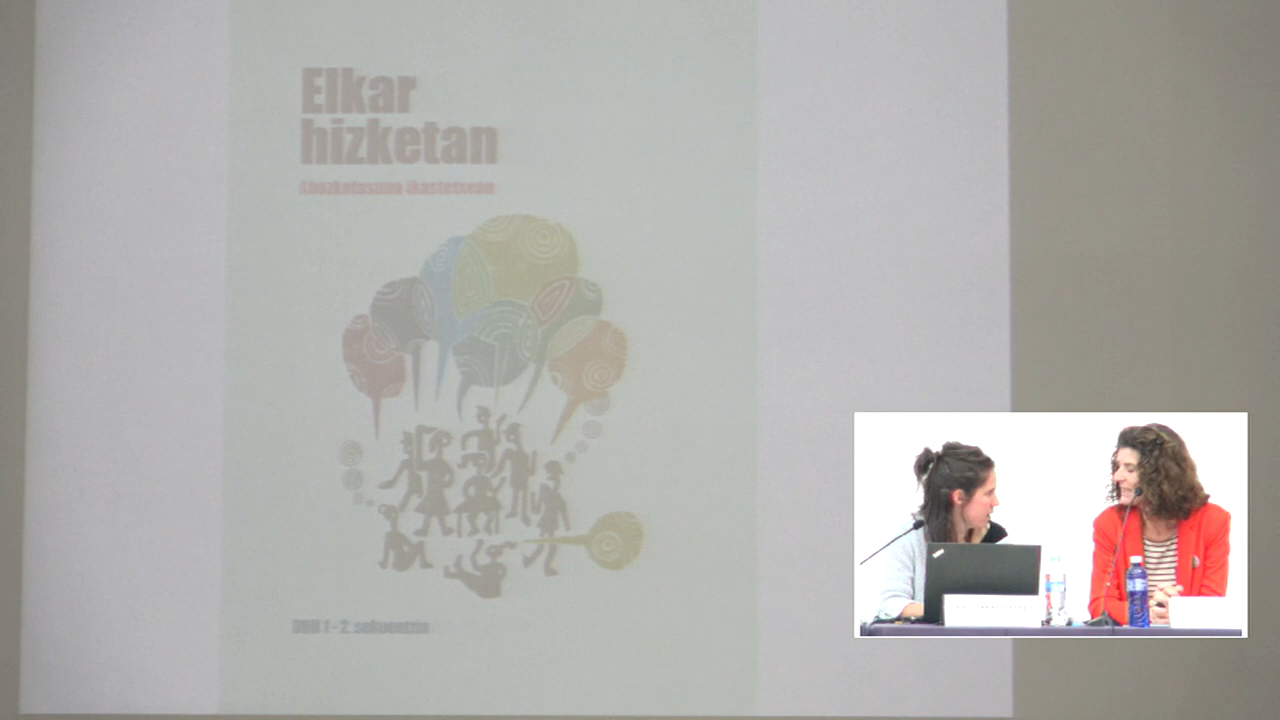 Elkar
hizketan
Ahozkotasuna ikastetxean
DBH 1 - 2. sekuentzia